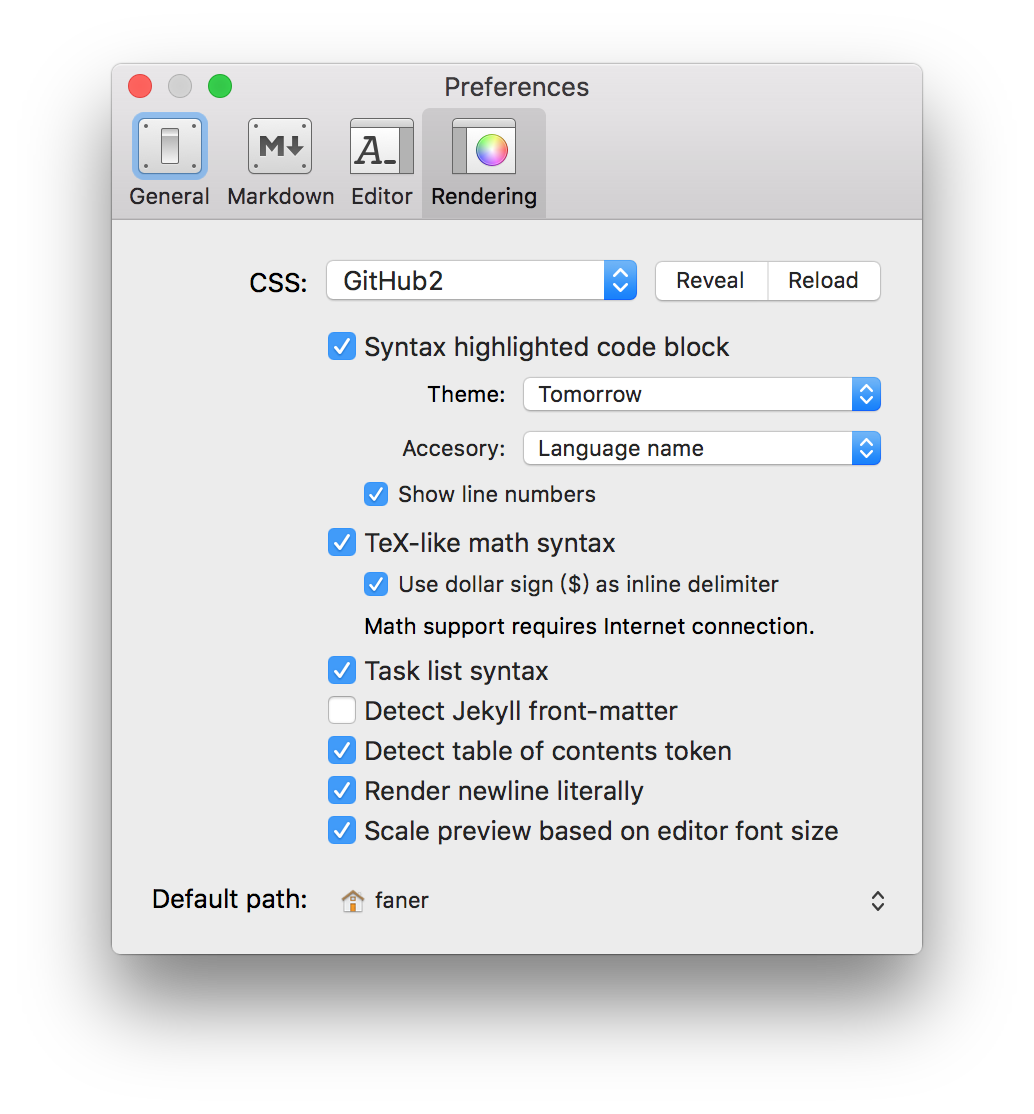 Preferences
General Markdown Editor Rendering
CSS: GitHub2 Reveal Reload
Syntax highlighted code block
Theme: Tomorrow
Accesory: Language name
Show line numbers
TeX-like math syntax
Use dollar sign ($) as inline delimiter
Math support requires Internet connection.
Task list syntax
Detect Jekyll front-matter
Detect table of contents token
Render newline literally
Scale preview based on editor font size
Default path: faner